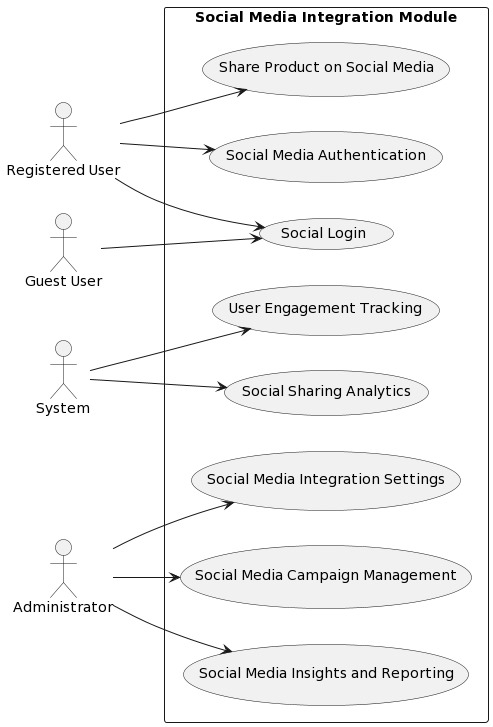 Social Media Integration Module
Share Product on Social Media
Registered User
Social Media Authentication
Social Login
Guest User
User Engagement Tracking
System
Social Sharing Analytics
Social Media Integration Settings
Social Media Campaign Management
Administrator
Social Media Insights and Reporting